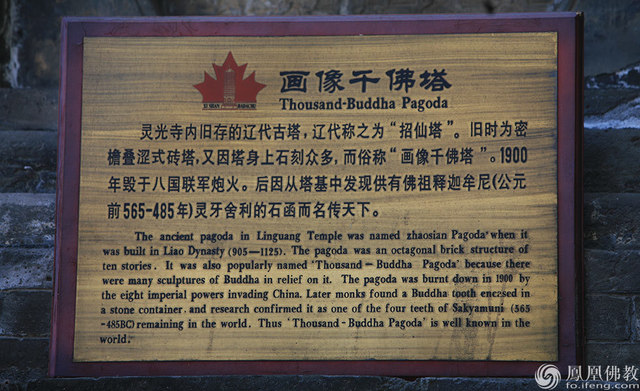 XI SHAN BADACHU
画像千佛塔
Thousand-Buddha Pagoda
灵光寺内旧存的辽代古塔，辽代称之为“招仙塔”。旧时为密
檐叠涩式砖塔，又因塔身上石刻众多，而俗称“画像千佛塔”。1900
年毁于八国联军炮火。后因从塔基中发现供有佛祖释迦牟尼(公元
前565-485年)灵牙舍利的石函而名传天下。
The ancient pagoda in Linguang Temple was named zhaosian Pagoda when it
was built in Liao Dynasty (905—1125). The pagoda was an octagonal brick structure of
ten stories. It was also popularly named 'Thousand-Buddha Pagoda' because there
were many sculptures of Buddha in relief on it. The pagoda was burnt down in 1900 by
the eight imperial powers invading China. Later monks found a Buddha tooth encased in
a stone container, and research confirmed it as one of the four teeth of Sakyamuni (565
-485BC) remaining in the world. Thus 'Thousand-Buddha Pagoda' is well known in the
world.
凤凰佛教
fo.ifeng.com